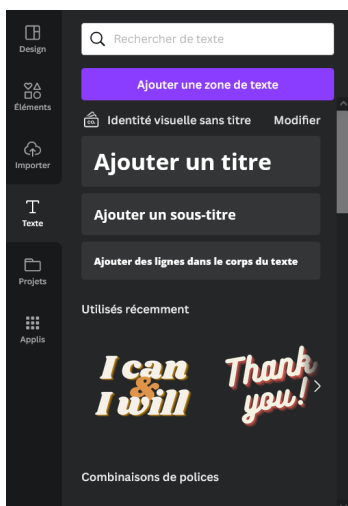 Design
Éléments
Importer
Texte
Projets
Applis
Rechercher de texte
Ajouter une zone de texte
CO.
Identité visuelle sans titre
Modifier
Ajouter un titre
Ajouter un sous-titre
Ajouter des lignes dans le corps du texte
Utilisés récemment
I can
&
I will
Thank
you!
Combinaisons de polices